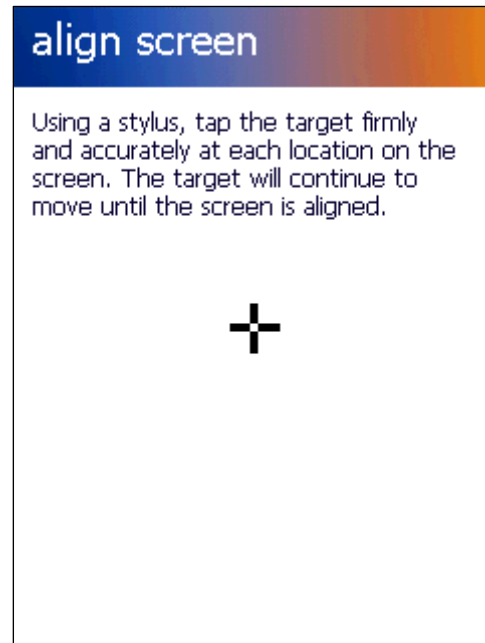 align screen
Using a stylus, tap the target firmly
and accurately at each location on the
screen. The target will continue to
move until the screen is aligned.